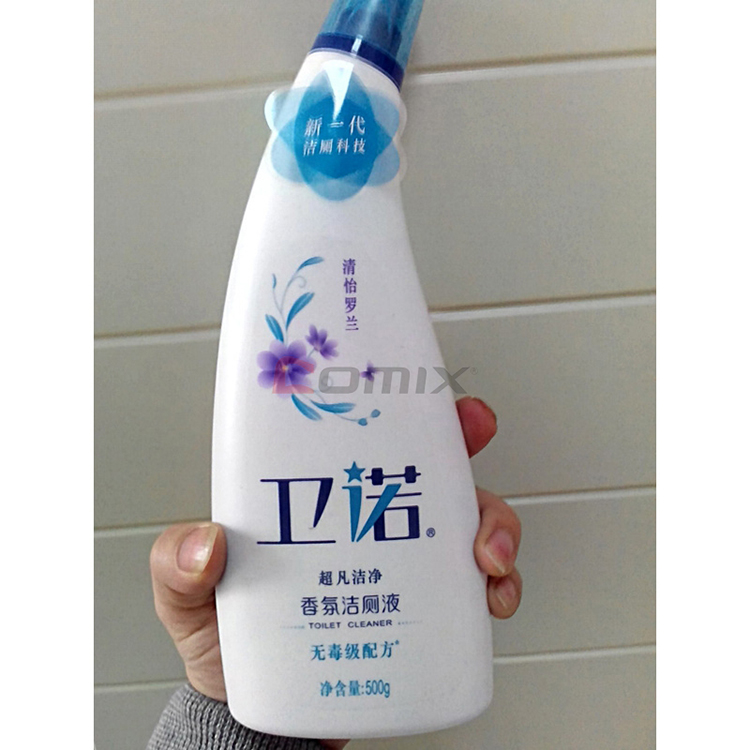 新一代
洁厕科技
清怡罗兰
comix
卫诺®
超凡洁净
香氛洁厕液
TOILET CLEANER
无毒级配方*
净含量:500g